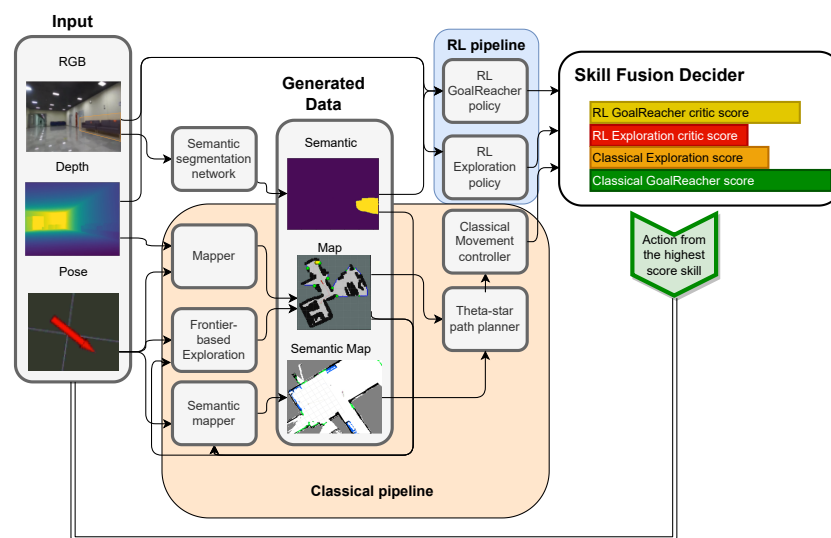 Input
RGB
Depth
Pose
Semantic
segmentation
network
Mapper
Frontier-
based
Exploration
Semantic
mapper
Generated
Data
Semantic
Map
Semantic Map
Classical pipeline
RL pipeline
RL
GoalReacher
policy
RL
Exploration
policy
Classical
Movement
controller
Theta-star
path planner
Skill Fusion Decider
RL GoalReacher critic score
RL Exploration critic score
Classical Exploration score
Classical GoalReacher score
Action from
the highest
score skill